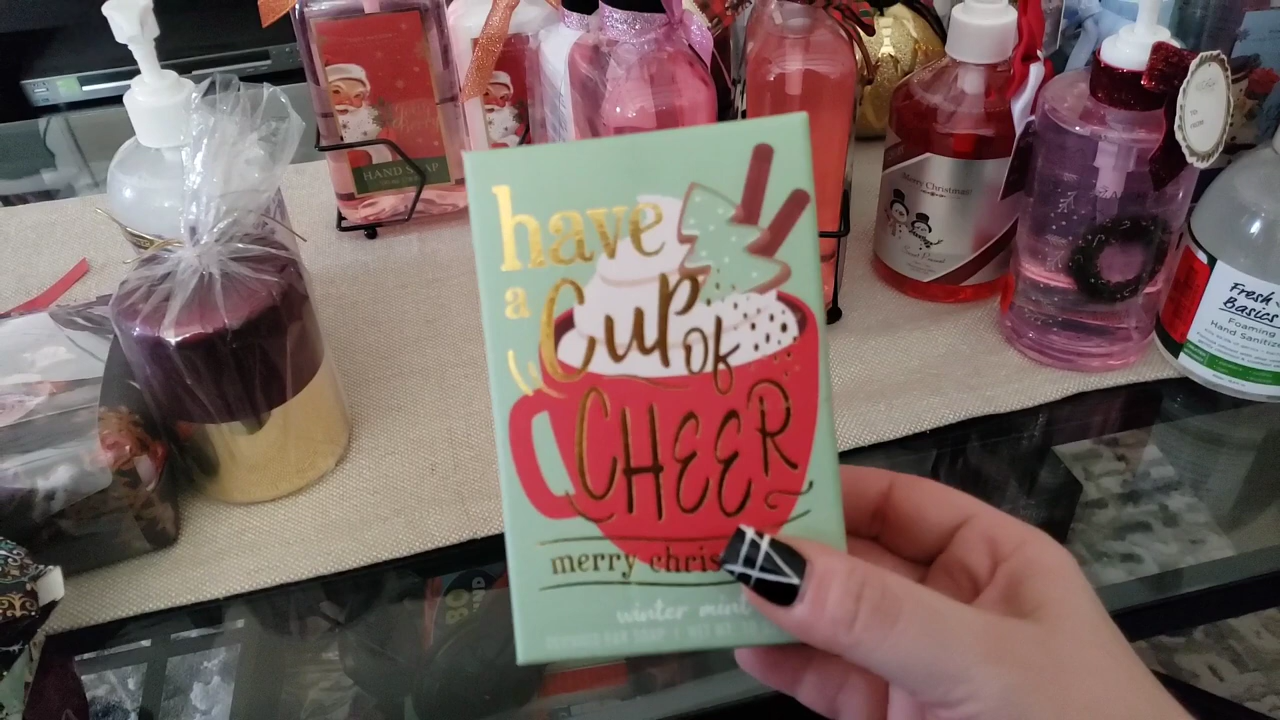 have
a
Cup of
CHEER
merry chris
winter mint
HAND SOAP
Merry Christmas
Fresh
Basics
Foaming
Hand Sanitiz